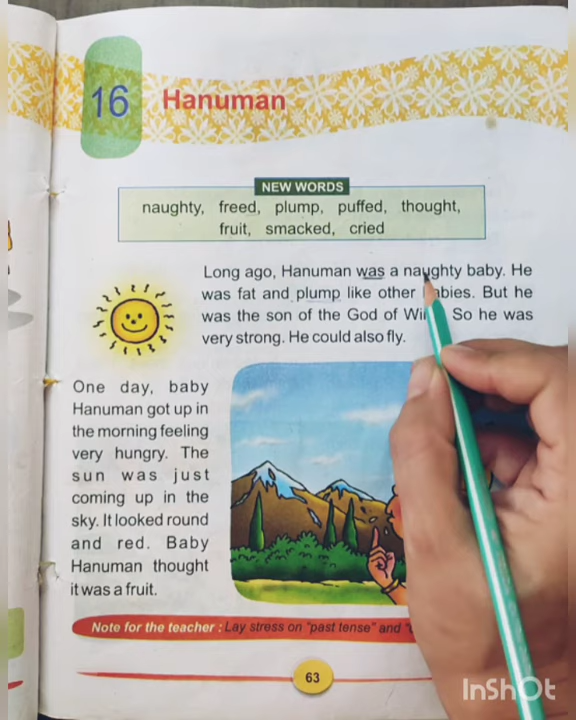 16 Hanuman
NEW WORDS
naughty, freed, plump, puffed, thought,
fruit, smacked, cried
Long ago, Hanuman was a naughty baby. He
was fat and plump like other babies. But he
was the son of the God of Wind. So he was
very strong. He could also fly.
One day, baby
Hanuman got up in
the morning feeling
very hungry. The
sun was just
coming up in the
sky. It looked round
and red. Baby
Hanuman thought
it was a fruit.
Note for the teacher : Lay stress on "past tense" and
63
InShOt